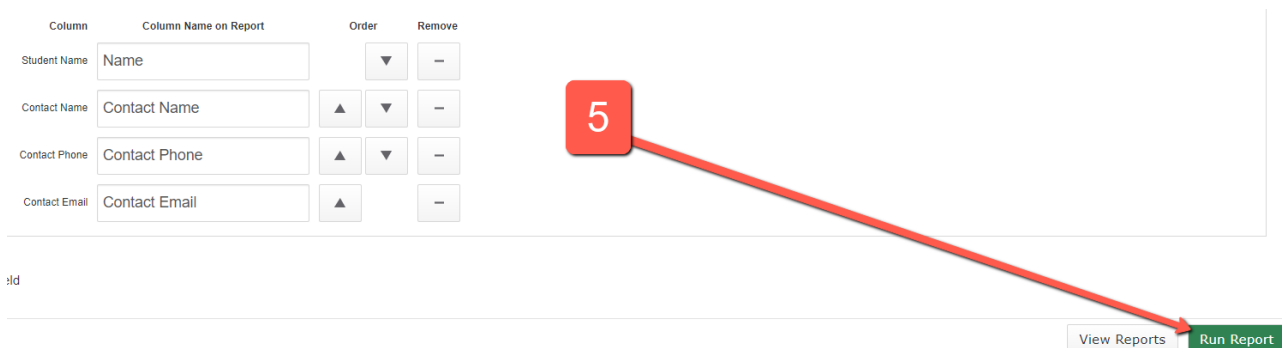 Column Column Name on Report Order Remove
Student Name Name
Contact Name Contact Name
5
Contact Phone Contact Phone
Contact Email Contact Email
eld
View Reports Run Report